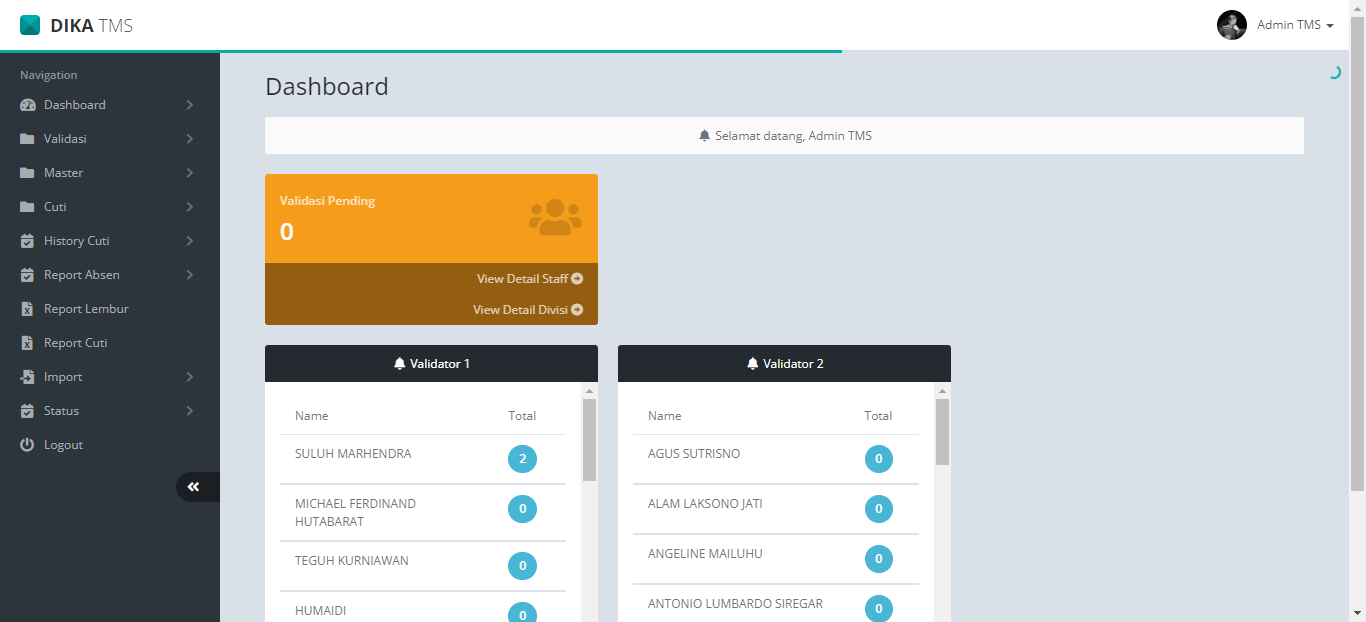 DIKA TMS
Admin TMS
Navigation
Dashboard
Validasi
Master
Cuti
History Cuti
Report Absen
Report Lembur
Report Cuti
Import
Status
Logout
Dashboard
Selamat datang, Admin TMS
Validasi Pending
0
View Detail Staff
View Detail Divisi
Validator 1
Name Total
SULUH MARHENDRA 2
MICHAEL FERDINAND
HUTABARAT 0
TEGUH KURNIAWAN 0
HUMAIDI 0
Validator 2
Name Total
AGUS SUTRISNO 0
ALAM LAKSONO JATI 0
ANGELINE MAILUHU 0
ANTONIO LUMBARDO SIREGAR 0